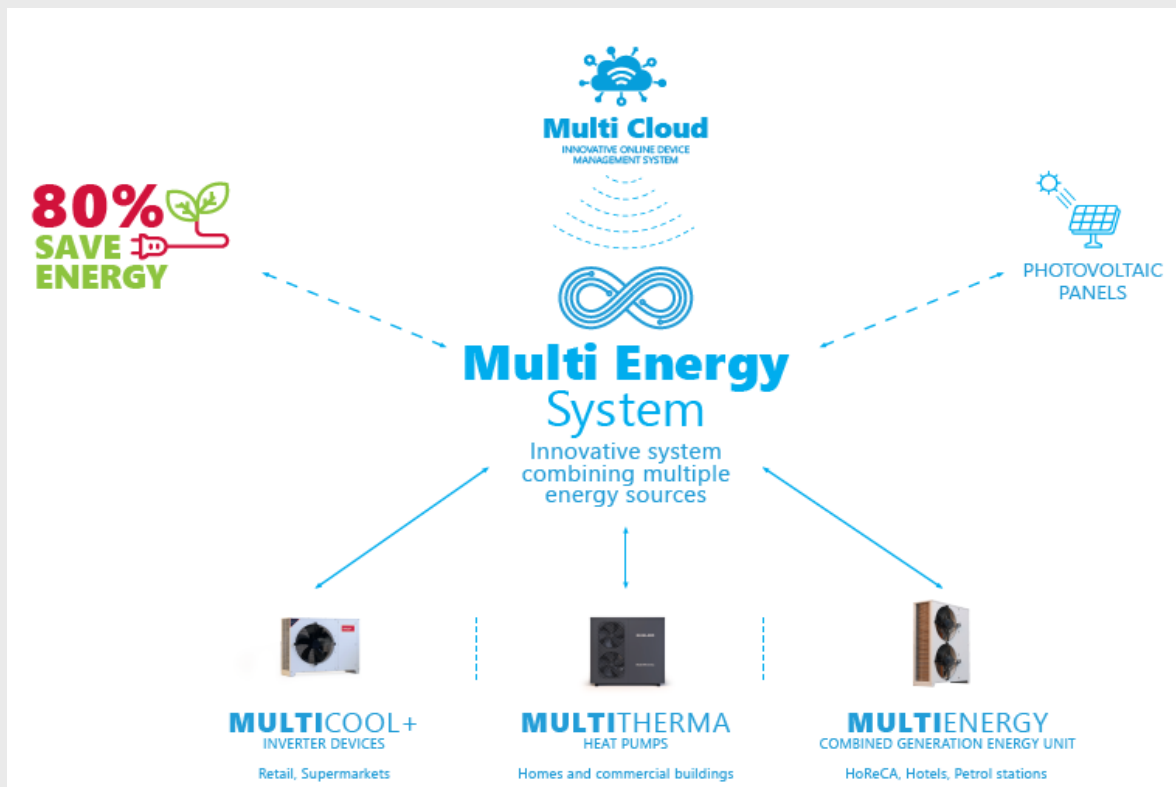 Multi Cloud
INNOVATIVE ONLINE DEVICE
MANAGEMENT SYSTEM
80%
SAVE
ENERGY
PHOTOVOLTAIC
PANELS
Multi Energy
System
Innovative system
combining multiple
energy sources
MULTICOOL+
INVERTER DEVICES
Retail, Supermarkets
MULTITHERMA
HEAT PUMPS
Homes and commercial buildings
MULTIENERGY
COMBINED GENERATION ENERGY UNIT
HoReCA, Hotels, Petrol stations